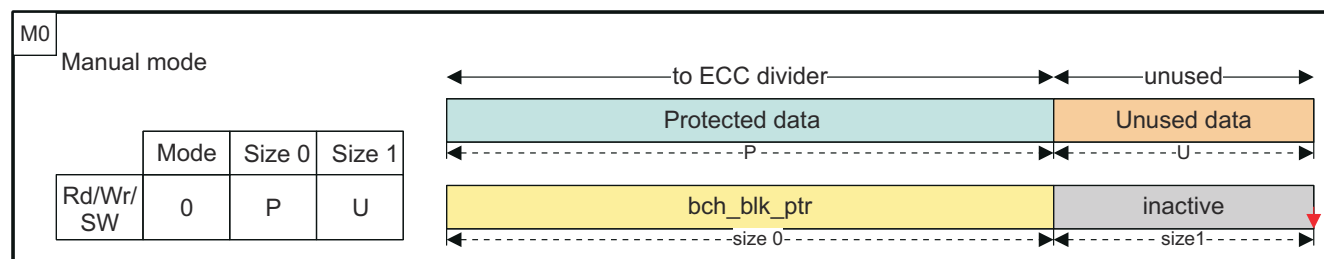 M0
Manual mode
to ECC divider
unused
Protected data
Unused data
P
U
Mode
Size 0
Size 1
Rd/Wr/
SW
0
P
U
bch_blk_ptr
inactive
size 0
size1